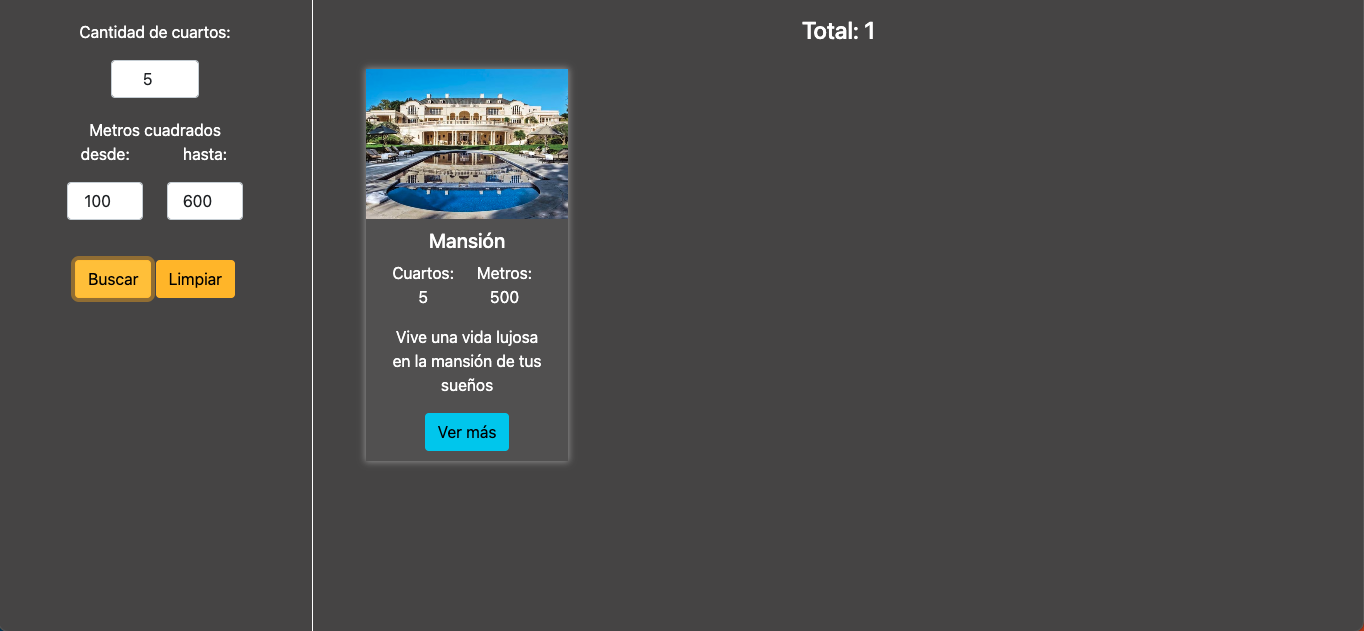 Cantidad de cuartos:
5
Metros cuadrados
desde: hasta:
100 600
Buscar Limpiar
Total: 1
Mansión
Cuartos: Metros:
5 500
Vive una vida lujosa
en la mansión de tus
sueños
Ver más